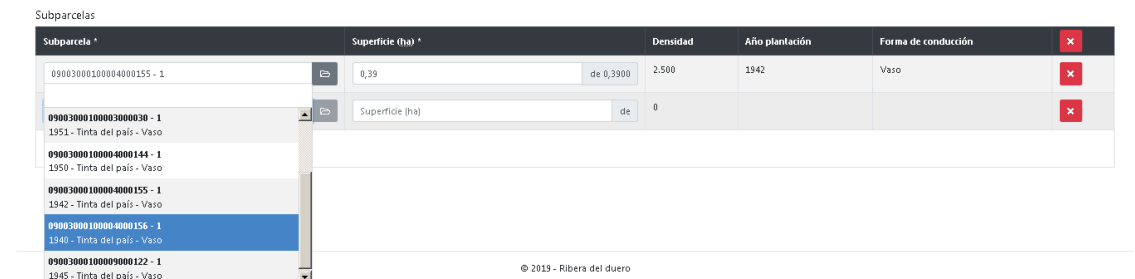 Subparcelas
Subparcela * Superficie (ha) * Densidad Año plantación Forma de conducción
09003000100004000155 - 1 0,39 de 0,3900 2.500 1942 Vaso
Superficie (ha) de 0
09003000100003000030 - 1
1951 - Tinta del país - Vaso
09003000100004000144 - 1
1950 - Tinta del país - Vaso
09003000100004000155 - 1
1942 - Tinta del país - Vaso
09003000100004000156 - 1
1940 - Tinta del país - Vaso
09003000100009000122 - 1
1945 - Tinta del país - Vaso
© 2019 - Ribera del duero